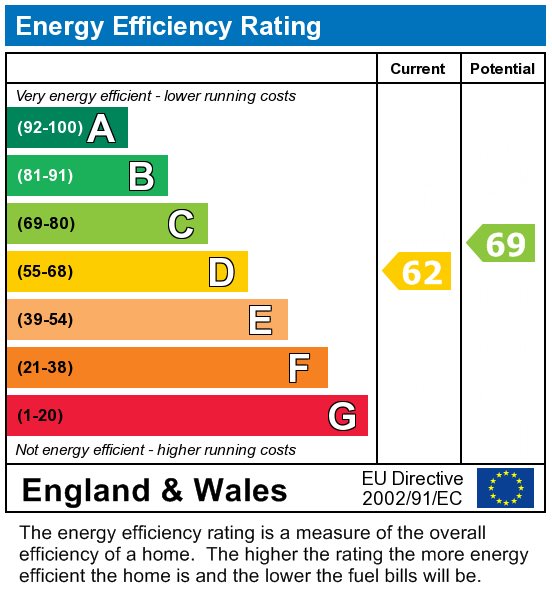 Energy Efficiency Rating
Current Potential
Very energy efficient - lower running costs
(92-100) A
(81-91) B
(69-80) C
69
(55-68) D
62
(39-54) E
(21-38) F
(1-20) G
Not energy efficient - higher running costs
England & Wales
EU Directive
2002/91/EC
The energy efficiency rating is a measure of the overall
efficiency of a home. The higher the rating the more energy
efficient the home is and the lower the fuel bills will be.